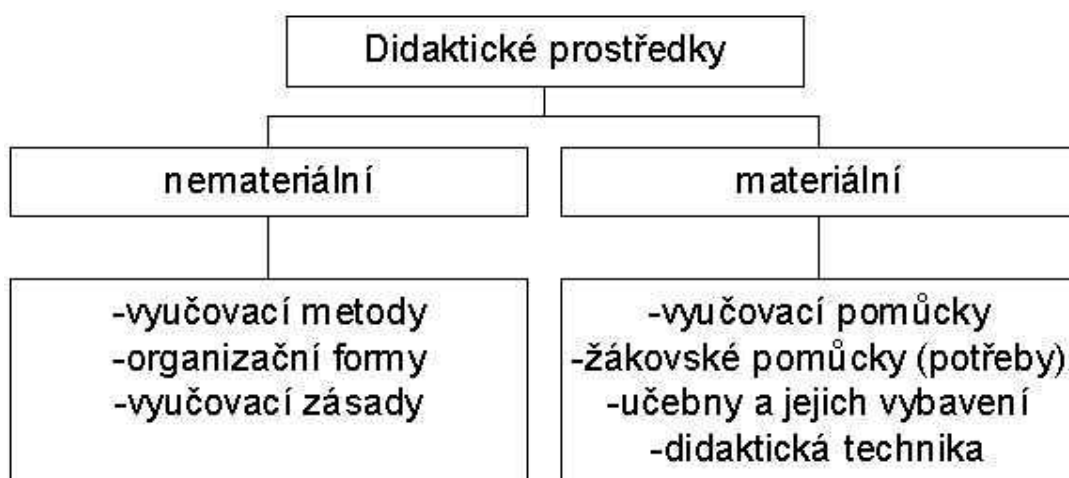 Didaktické prostředky
nemateriální
materiální
-vyučovací metody
-organizační formy
-vyučovací zásady
-vyučovací pomůcky
-žákovské pomůcky (potřeby)
-učebny a jejich vybavení
-didaktická technika